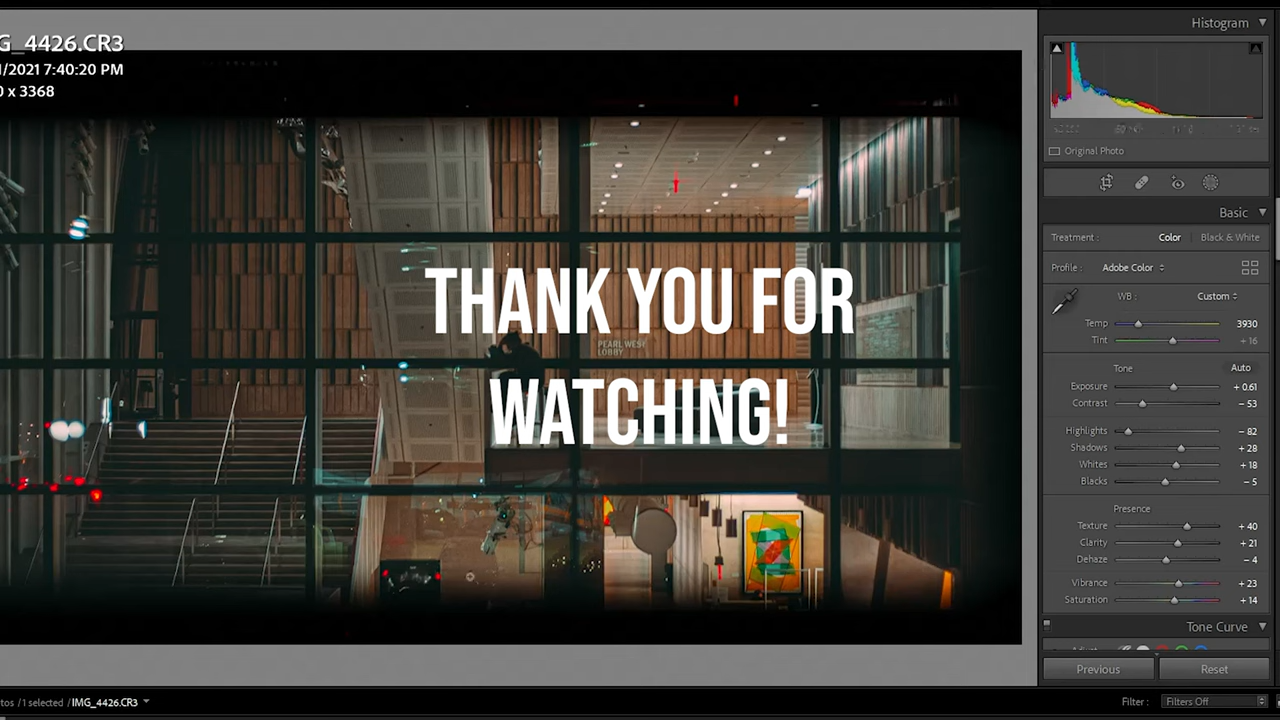 G_4426.CR3
/2021 7:40:20 PM
0 x 3368
Histogram
Original Photo
Basic
Treatment : Color Black & White
Profile : Adobe Color
WB : Custom
Temp 3930
Tint + 16
Tone Auto
Exposure + 0.61
Contrast – 53
Highlights – 82
Shadows + 28
Whites + 18
Blacks – 5
Presence
Texture + 40
Clarity + 21
Dehaze – 4
Vibrance + 23
Saturation + 14
Tone Curve
Previous Reset
THANK YOU FOR
WATCHING!
PEARL WEST
LOBBY
tos / 1 selected / IMG_4426.CR3
Filter : Filters Off